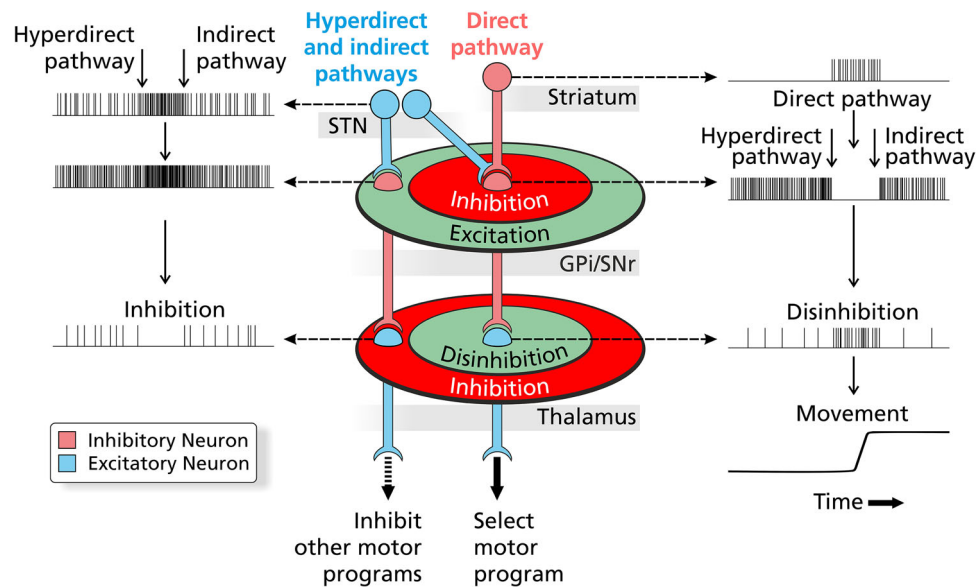 Hyperdirect
pathway
Indirect
pathway
Hyperdirect
and indirect
pathways
Direct
pathway
STN
Striatum
Direct pathway
Hyperdirect
pathway
Indirect
pathway
Inhibition
Excitation
GPi/SNr
Inhibition
Disinhibition
Inhibition
Disinhibition
Thalamus
Movement
Inhibitory Neuron
Excitatory Neuron
Time
Inhibit
other motor
programs
Select
motor
program